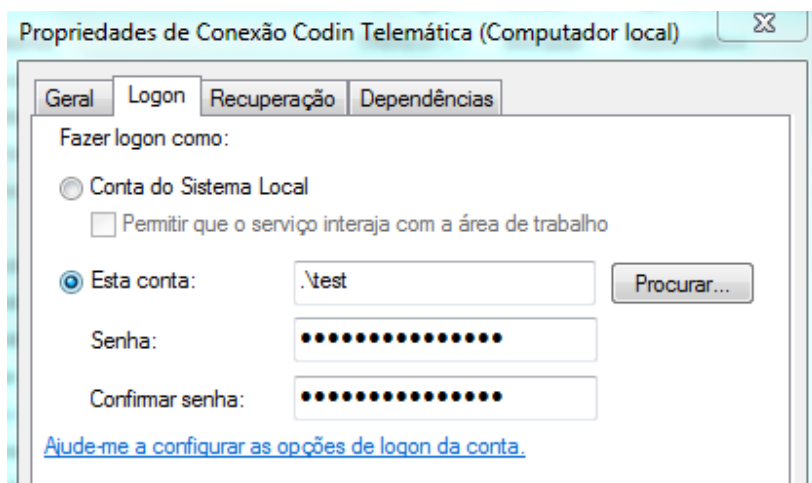 Propriedades de Conexão Codin Telemática (Computador local)
Geral Logon Recuperação Dependências
Fazer logon como:
Conta do Sistema Local
Permitir que o serviço interaja com a área de trabalho
Esta conta: .\test Procurar...
Senha: •••••••••••••••
Confirmar senha: •••••••••••••••
Ajude-me a configurar as opções de logon da conta.